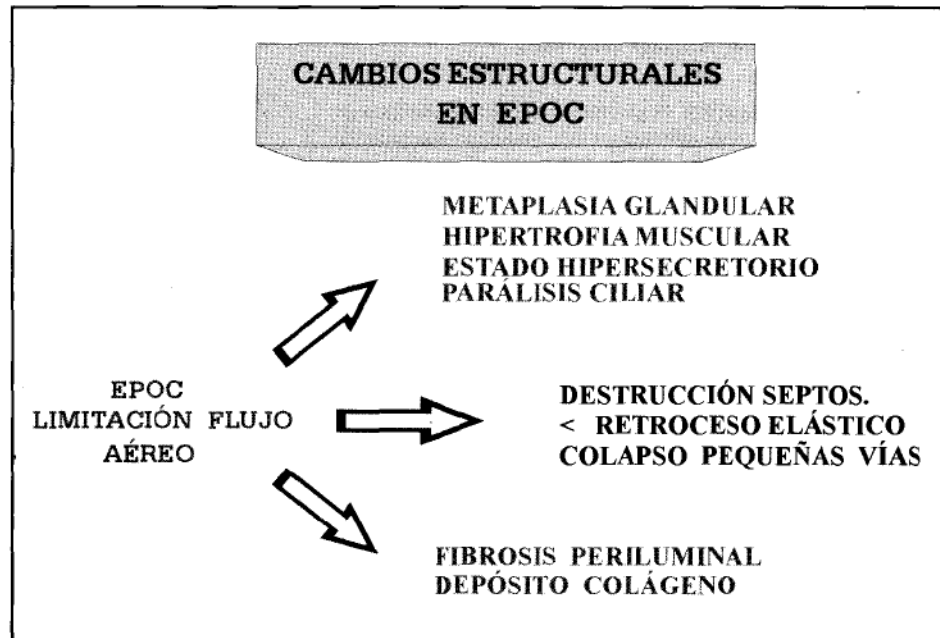 CAMBIOS ESTRUCTURALES
EN EPOC
METAPLASIA GLANDULAR
HIPERTROFIA MUSCULAR
ESTADO HIPERSECRETORIO
PARÁLISIS CILIAR
EPOC
LIMITACIÓN FLUJO
AÉREO
DESTRUCCIÓN SEPTOS.
< RETROCESO ELÁSTICO
COLAPSO PEQUEÑAS VÍAS
FIBROSIS PERILUMINAL
DEPÓSITO COLÁGENO